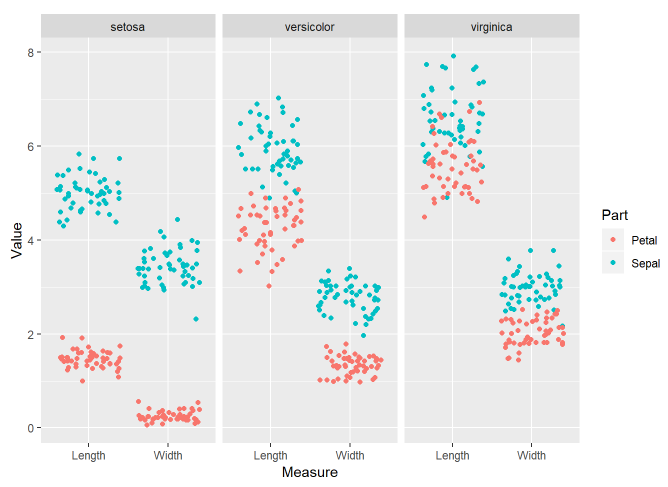 setosa versicolor virginica
8
6
4
2
0
Value
Length Width Length Width Length Width
Measure
Part
Petal
Sepal